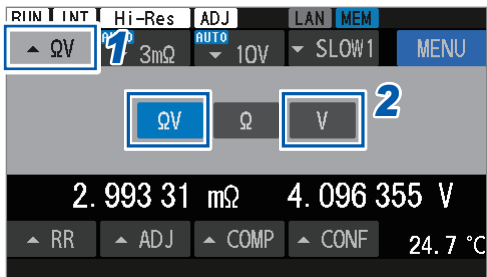 RUN INT Hi-Res ADJ LAN MEM
▲ ΩV 1 AUTO ▼ 3mΩ AUTO ▼ 10V ▼ SLOW1 MENU
ΩV Ω V 2
2.993 31 mΩ 4.096 355 V
▲ RR ▲ ADJ ▲ COMP ▲ CONF 24.7 ℃